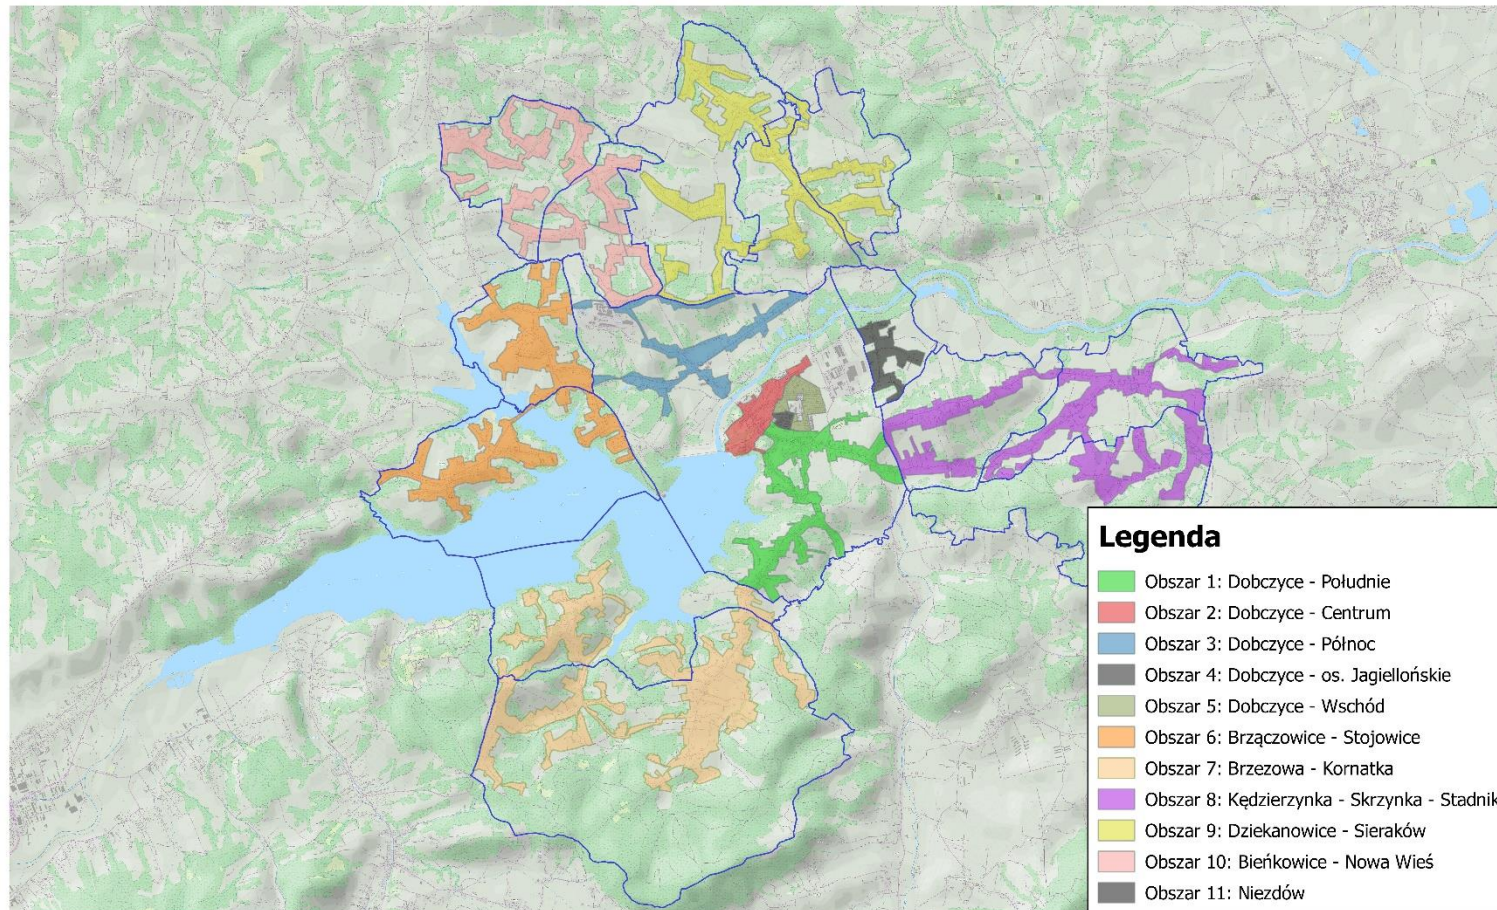 Legenda
Obszar 1: Dobczyce - Południe
Obszar 2: Dobczyce - Centrum
Obszar 3: Dobczyce - Północ
Obszar 4: Dobczyce - os. Jagiellońskie
Obszar 5: Dobczyce - Wschód
Obszar 6: Brzączowice - Stojowice
Obszar 7: Brzezowa - Kornatka
Obszar 8: Kędzierzynka - Skrzynka - Stadnik
Obszar 9: Dziekanowice - Sieraków
Obszar 10: Bieńkowice - Nowa Wieś
Obszar 11: Niezdów